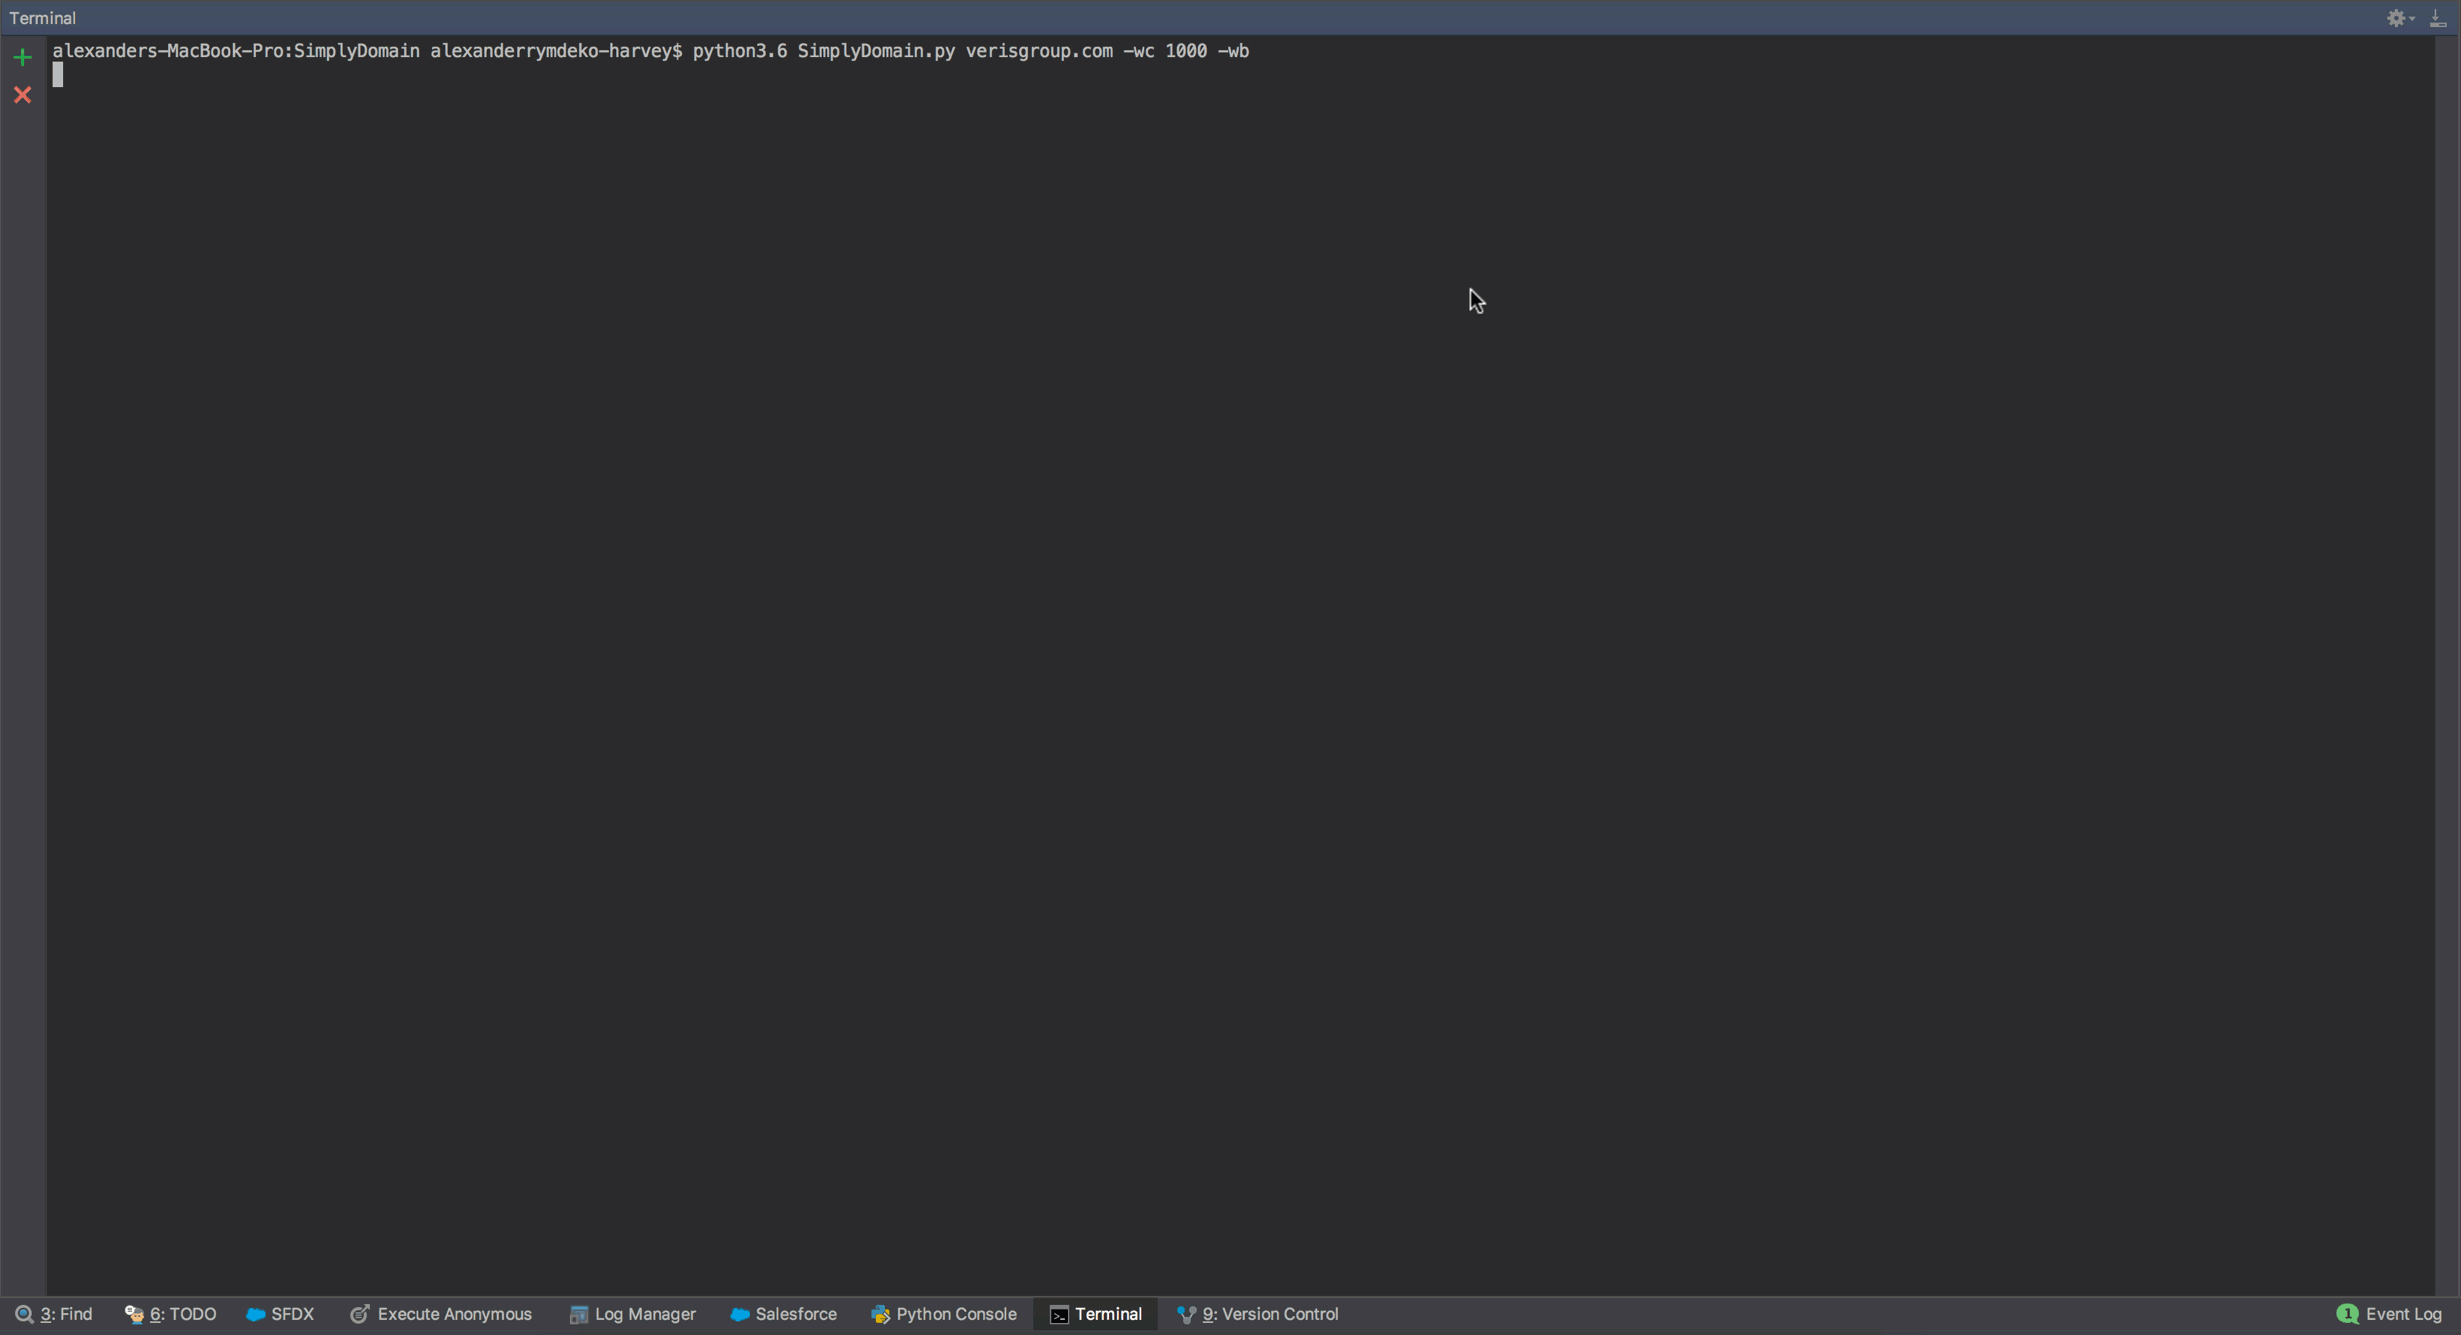 Terminal
alexanders-MacBook-Pro:SimplyDomain alexanderrymdeko-harvey$ python3.6 SimplyDomain.py verisgroup.com -wc 1000 -wb
3: Find 6: TODO SFDX Execute Anonymous Log Manager Salesforce Python Console Terminal 9: Version Control 1 Event Log